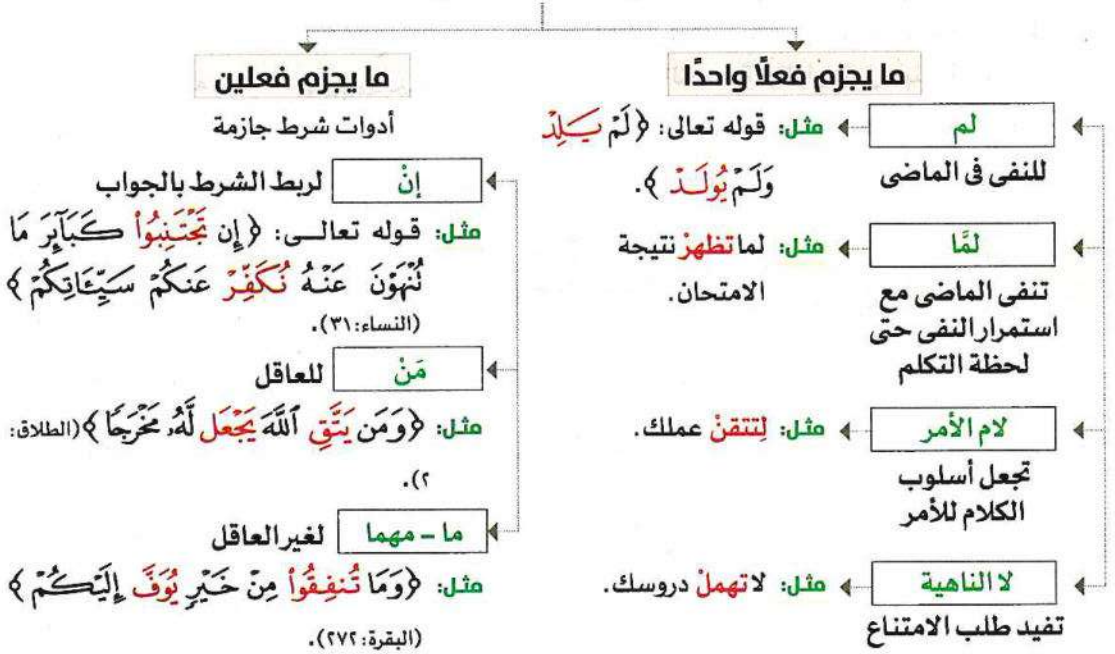 ما يجزم فعلًا واحدًا
لم
مثل: قوله تعالى: ﴿لَمْ يَلِدْ
للنفى فى الماضى
وَلَمْ يُولَدْ﴾.
لمَّا
مثل: لما تظهرْ نتيجة
تنفى الماضى مع
الامتحان.
استمرار النفى حتى
لحظة التكلم
لام الأمر
مثل: لِتتقنْ عملك.
تجعل أسلوب
الكلام للأمر
لا الناهية
مثل: لا تهملْ دروسك.
تفيد طلب الامتناع
ما يجزم فعلين
أدوات شرط جازمة
إنْ
لربط الشرط بالجواب
مثل: قوله تعالـــى: ﴿إِن تَجْتَنِبُواْ كَبَآئِرَ مَا
تُنْهَوْنَ عَنْهُ نُكَفِّرْ عَنكُمْ سَيِّـَٔاتِكُمْ﴾
(النساء:٣١).
مَنْ
للعاقل
مثل: ﴿وَمَن يَتَّقِ ٱللَّهَ يَجْعَل لَّهُۥ مَخْرَجًا﴾ (الطلاق:
٢).
ما – مهما
لغير العاقل
مثل: ﴿وَمَا تُنفِقُواْ مِنْ خَيْرٍ يُوَفَّ إِلَيْكُمْ﴾
(البقرة:٢٧٢).